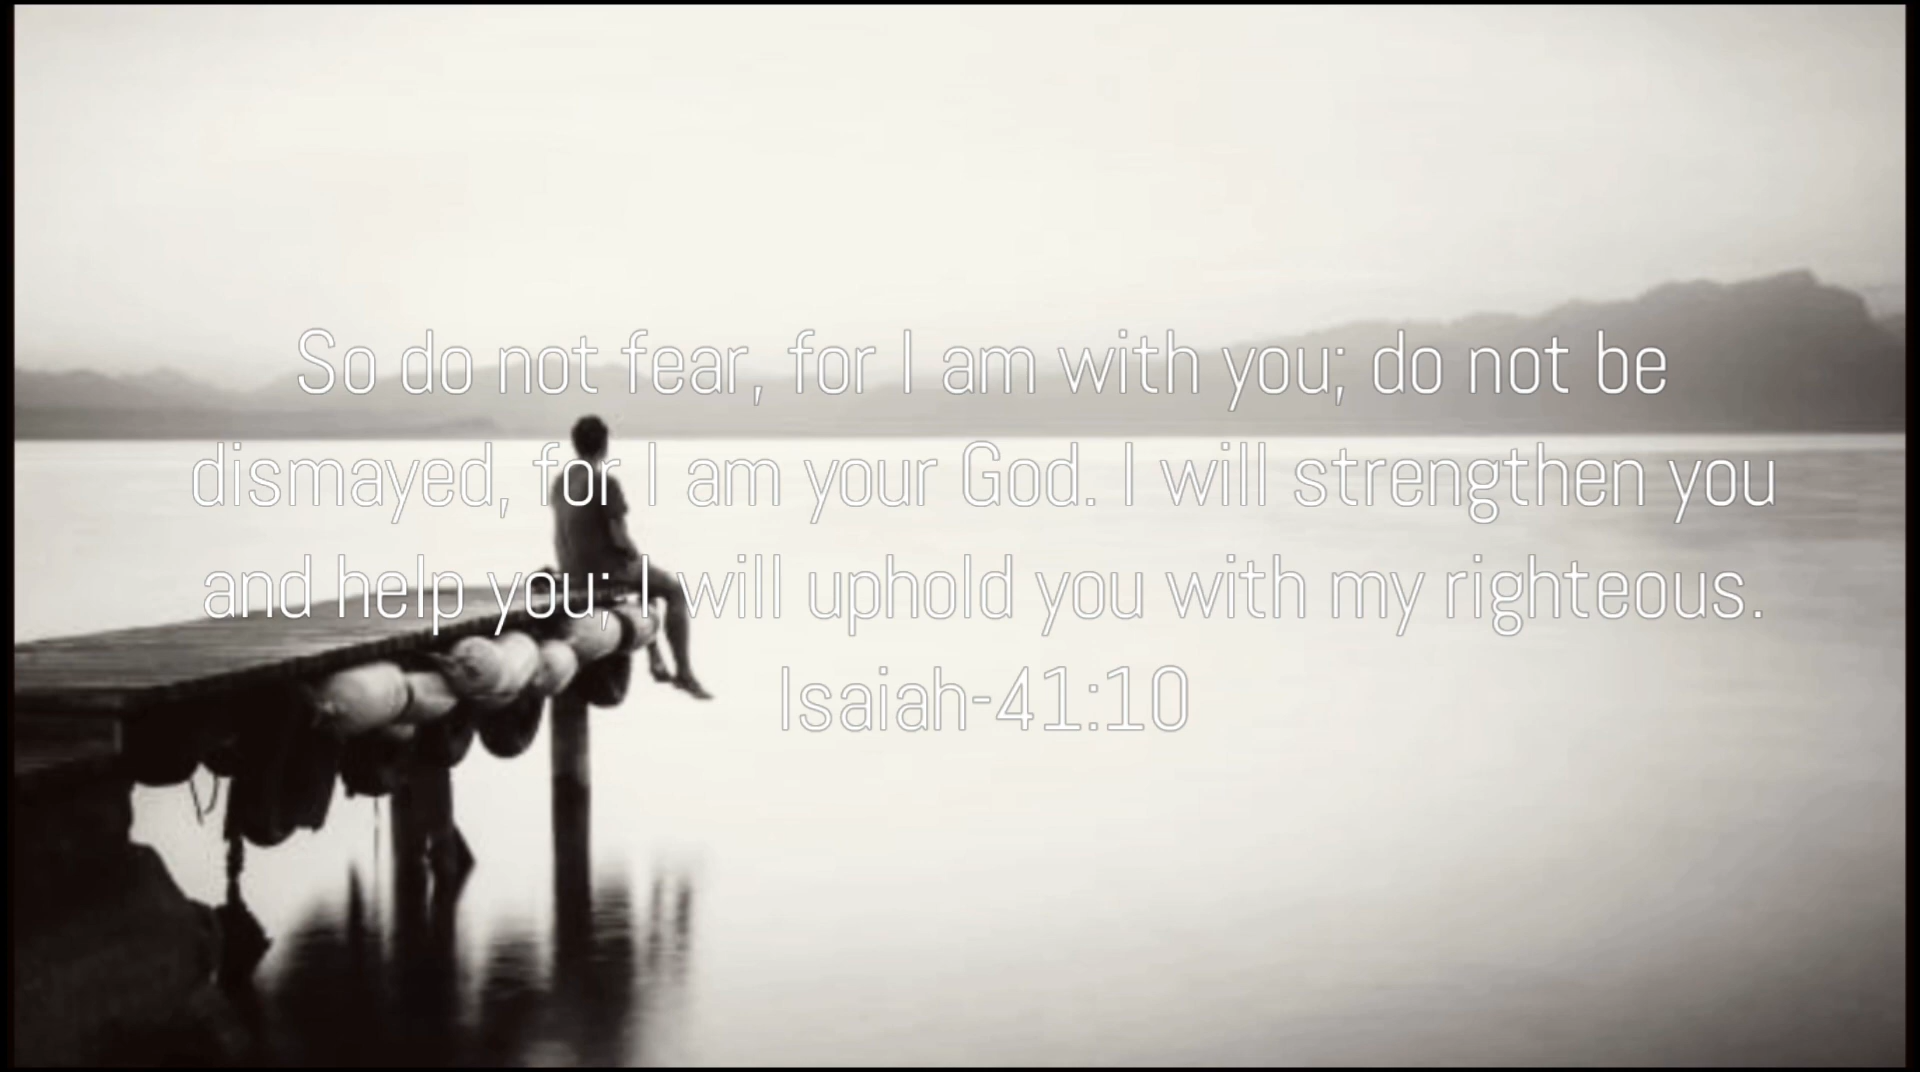 So do not fear, for I am with you; do not be
dismayed, for I am your God. I will strengthen you
and help you; I will uphold you with my righteous.
Isaiah-41:10